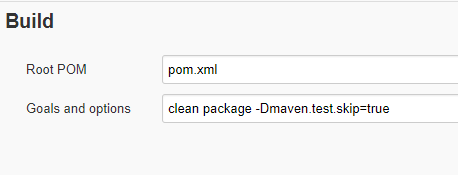 Build
Root POM
pom.xml
Goals and options
clean package -Dmaven.test.skip=true